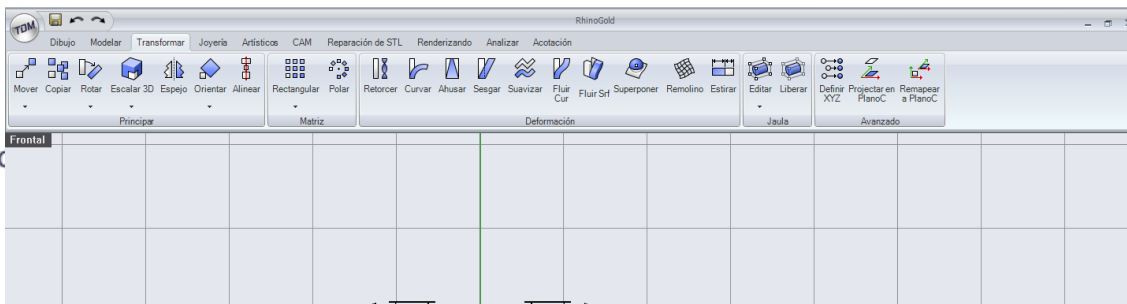 RhinoGold
TDM
Dibujo Modelar Transformar Joyería Artísticos CAM Reparación de STL Renderizando Analizar Acotación
Mover Copiar Rotar Escalar 3D Espejo Orientar Alinear Rectangular Polar Retorcer Curvar Ahusar Sesgar Suavizar Fluir Cur Fluir Srf Superponer Remolino Estirar Editar Liberar Definir XYZ Projectar en PlanoC Remapear a PlanoC
Principar Matriz Deformación Jaula Avanzado
Frontal